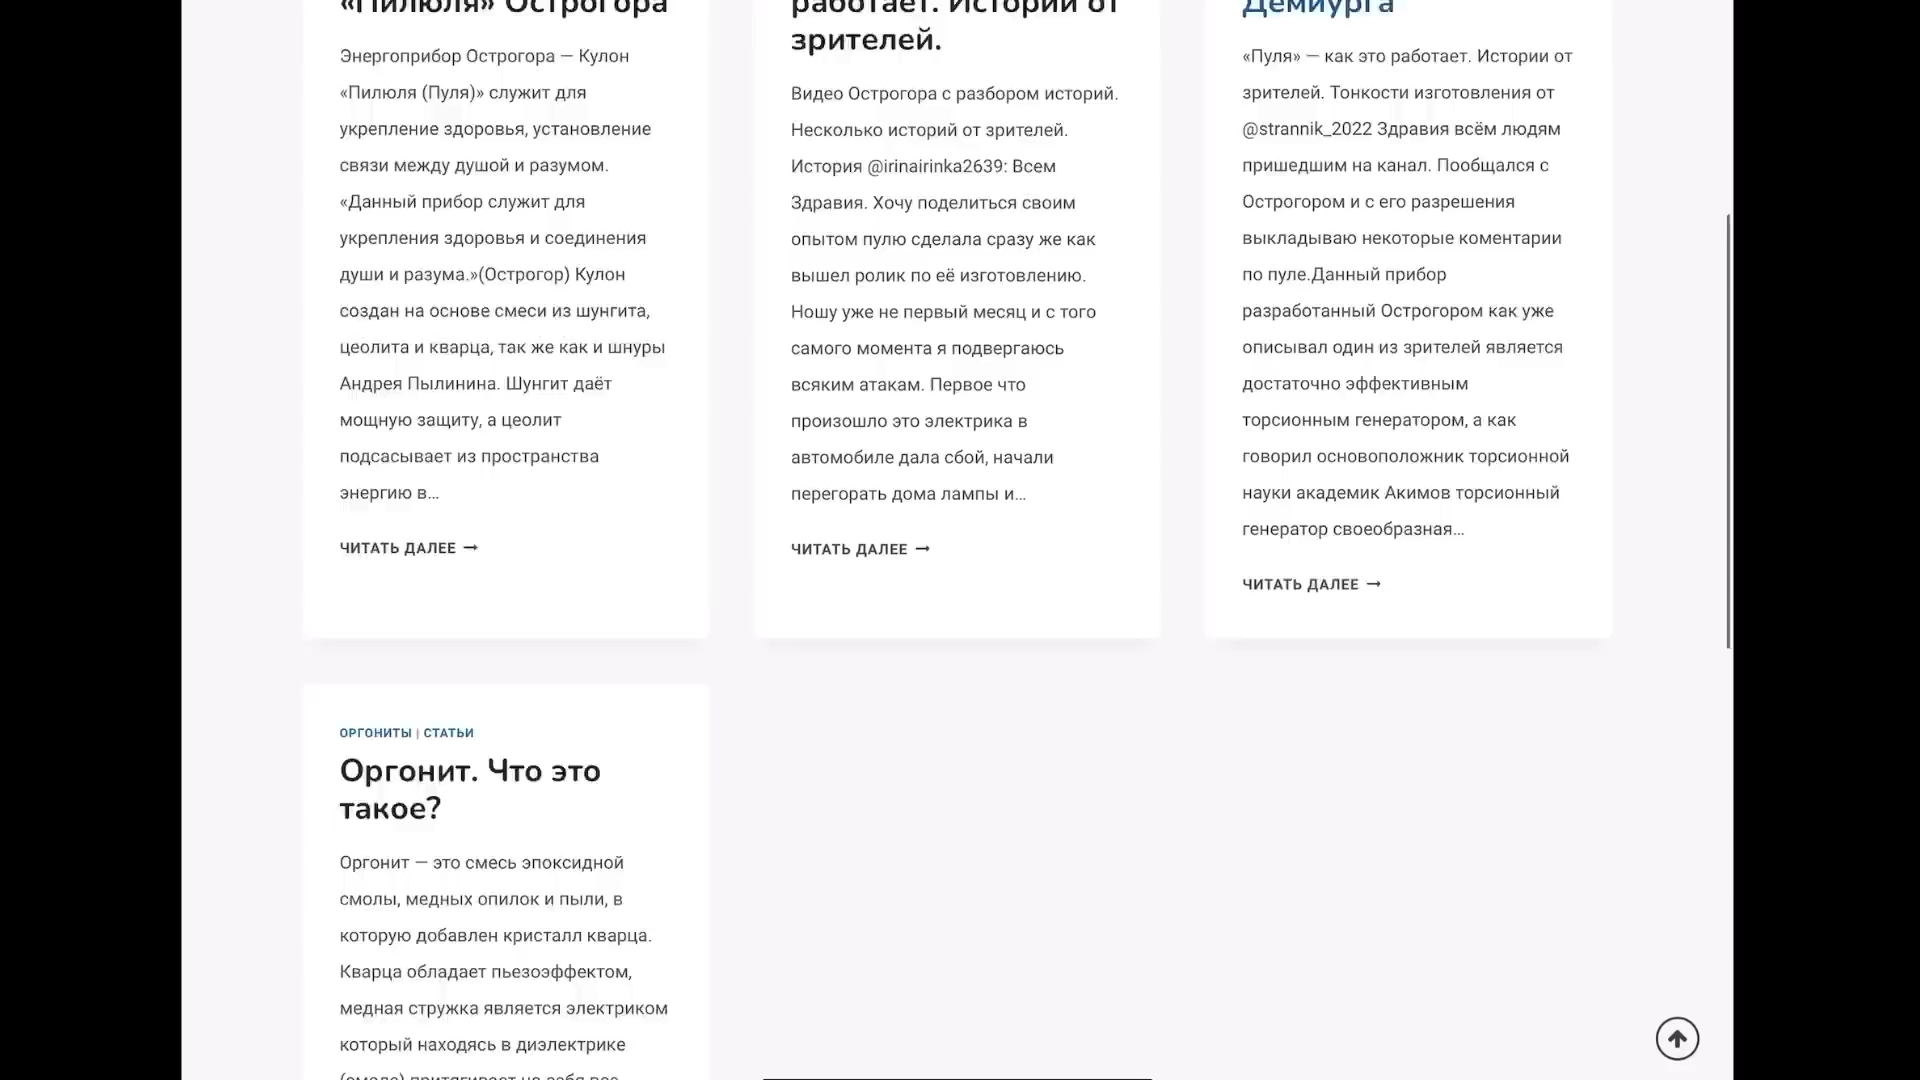 «Пилюля» Острогора
Энергоприбор Острогора — Кулон
«Пилюля (Пуля)» служит для
укрепление здоровья, установление
связи между душой и разумом.
«Данный прибор служит для
укрепления здоровья и соединения
души и разума.»(Острогор) Кулон
создан на основе смеси из шунгита,
цеолита и кварца, так же как и шнуры
Андрея Пылинина. Шунгит даёт
мощную защиту, а цеолит
подсасывает из пространства
энергию в...
ЧИТАТЬ ДАЛЕЕ →
работает. Истории от
зрителей.
Видео Острогора с разбором историй.
Несколько историй от зрителей.
История @irinairinka2639: Всем
Здравия. Хочу поделиться своим
опытом пулю сделала сразу же как
вышел ролик по её изготовлению.
Ношу уже не первый месяц и с того
самого момента я подвергаюсь
всяким атакам. Первое что
произошло это электрика в
автомобиле дала сбой, начали
перегорать дома лампы и...
ЧИТАТЬ ДАЛЕЕ →
Демиурга
«Пуля» — как это работает. Истории от
зрителей. Тонкости изготовления от
@strannik_2022 Здравия всём людям
пришедшим на канал. Пообщался с
Острогором и с его разрешения
выкладываю некоторые коментарии
по пуле.Данный прибор
разработанный Острогором как уже
описывал один из зрителей является
достаточно эффективным
торсионным генератором, а как
говорил основоположник торсионной
науки академик Акимов торсионный
генератор своеобразная...
ЧИТАТЬ ДАЛЕЕ →
ОРГОНИТЫ | СТАТЬИ
Оргонит. Что это
такое?
Оргонит — это смесь эпоксидной
смолы, медных опилок и пыли, в
которую добавлен кристалл кварца.
Кварца обладает пьезоэффектом,
медная стружка является электриком
который находясь в диэлектрике
(смоле) притягивает на себя все